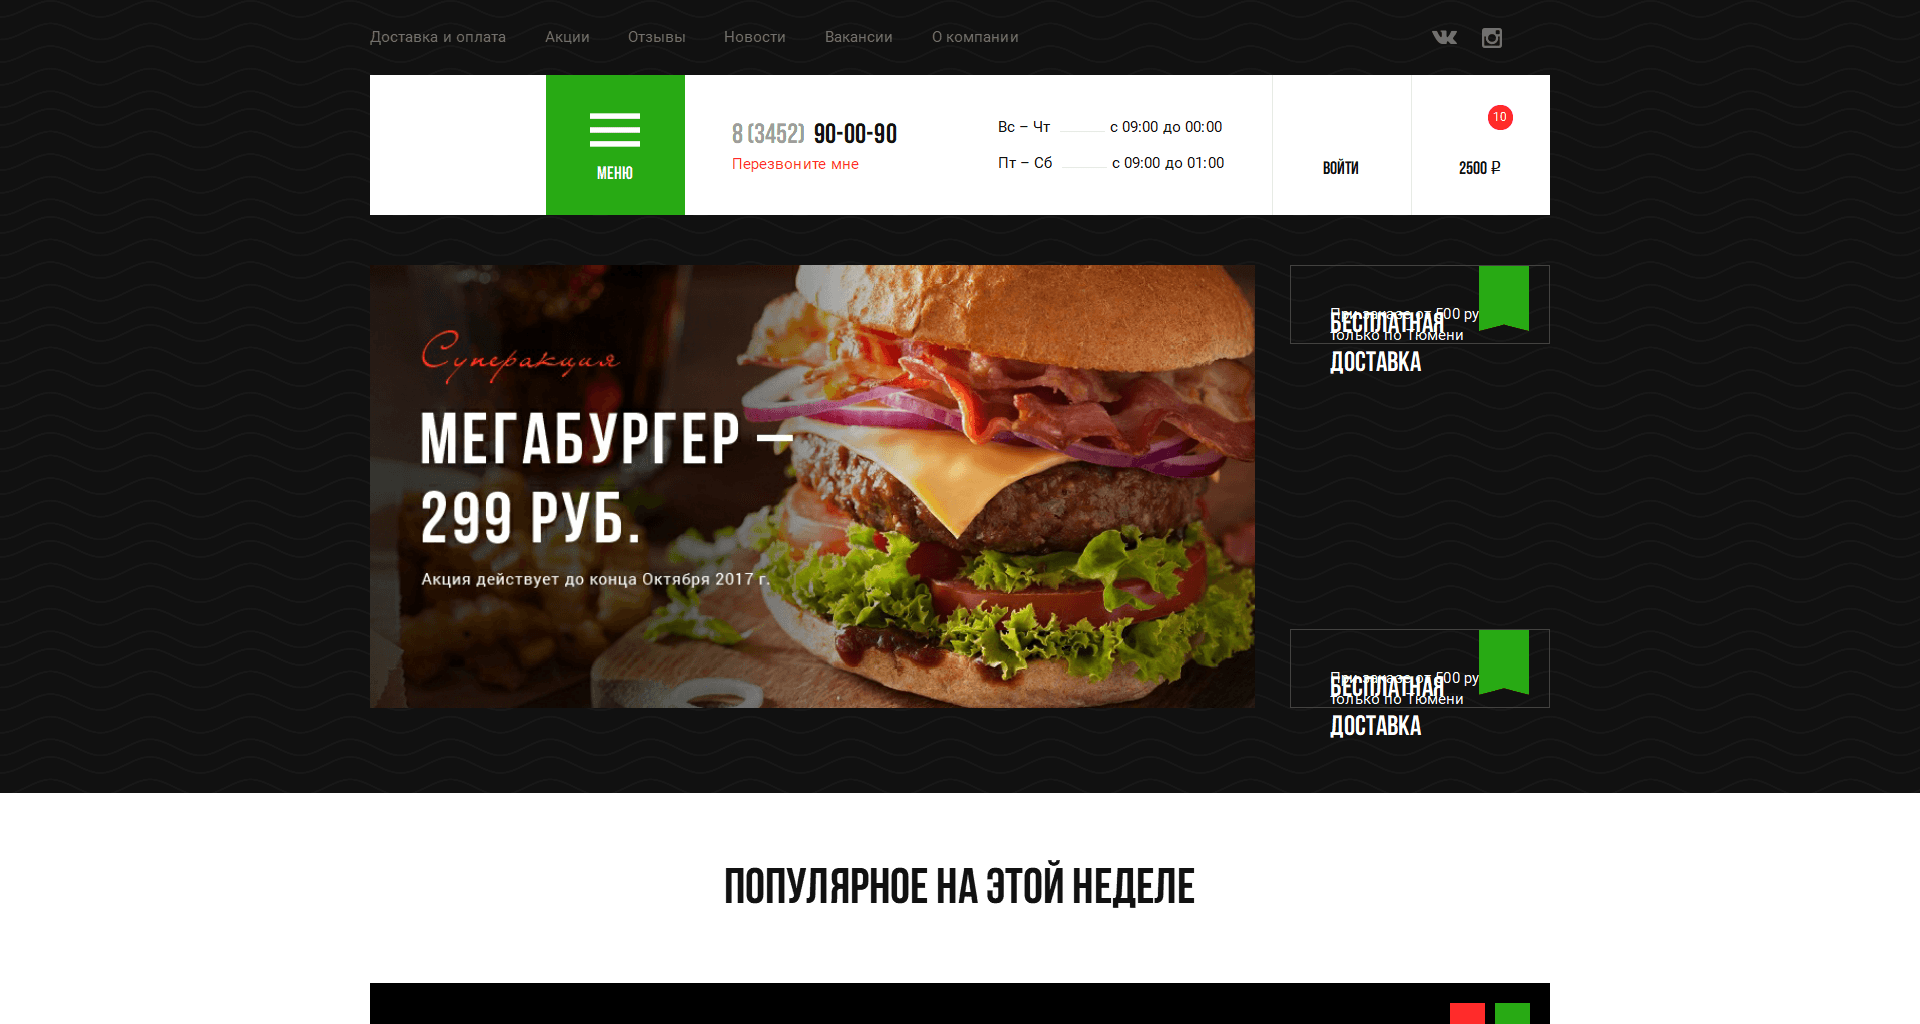 Доставка и оплата
Акции
Отзывы
Новости
Вакансии
О компании
МЕНЮ
8 (3452) 90-00-90
Перезвоните мне
Вс – Чт с 09:00 до 00:00
Пт – Сб с 09:00 до 01:00
ВОЙТИ
10
2500 ₽
Суперакция
МЕГАБУРГЕР –
299 РУБ.
Акция действует до конца Октября 2017 г.
При заказе от 500 ру
только по Тюмени
БЕСПЛАТНАЯ
ДОСТАВКА
При заказе от 500 ру
только по Тюмени
БЕСПЛАТНАЯ
ДОСТАВКА
ПОПУЛЯРНОЕ НА ЭТОЙ НЕДЕЛЕ